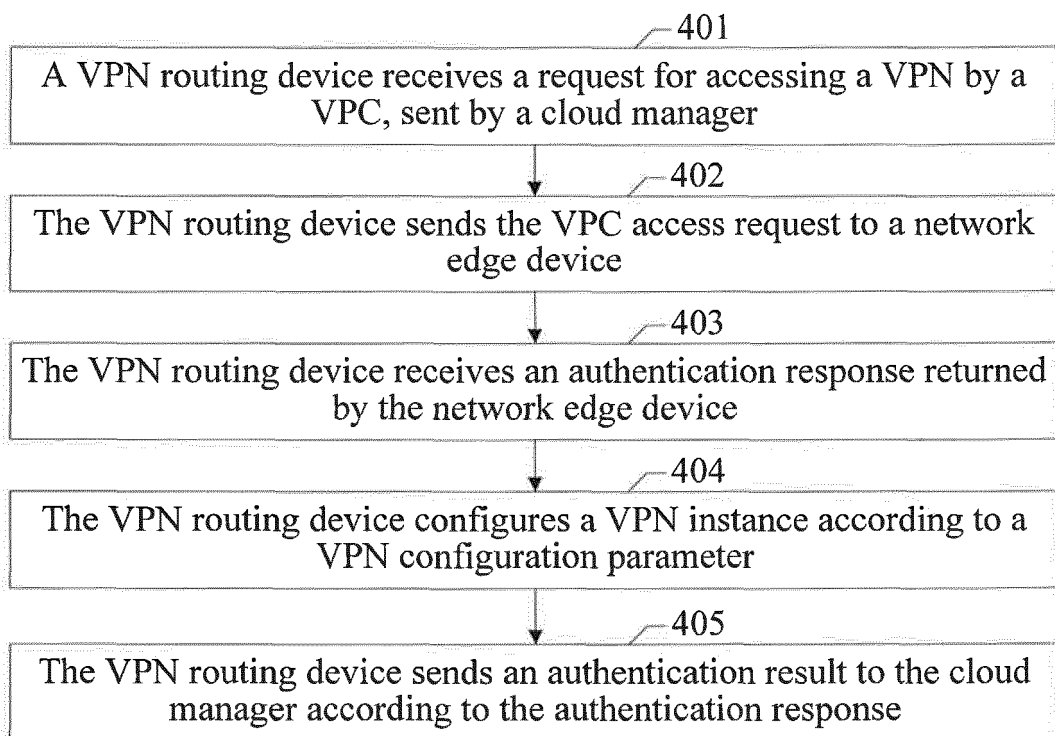 401
A VPN routing device receives a request for accessing a VPN by a
VPC, sent by a cloud manager
402
The VPN routing device sends the VPC access request to a network
edge device
403
The VPN routing device receives an authentication response returned
by the network edge device
404
The VPN routing device configures a VPN instance according to a
VPN configuration parameter
405
The VPN routing device sends an authentication result to the cloud
manager according to the authentication response